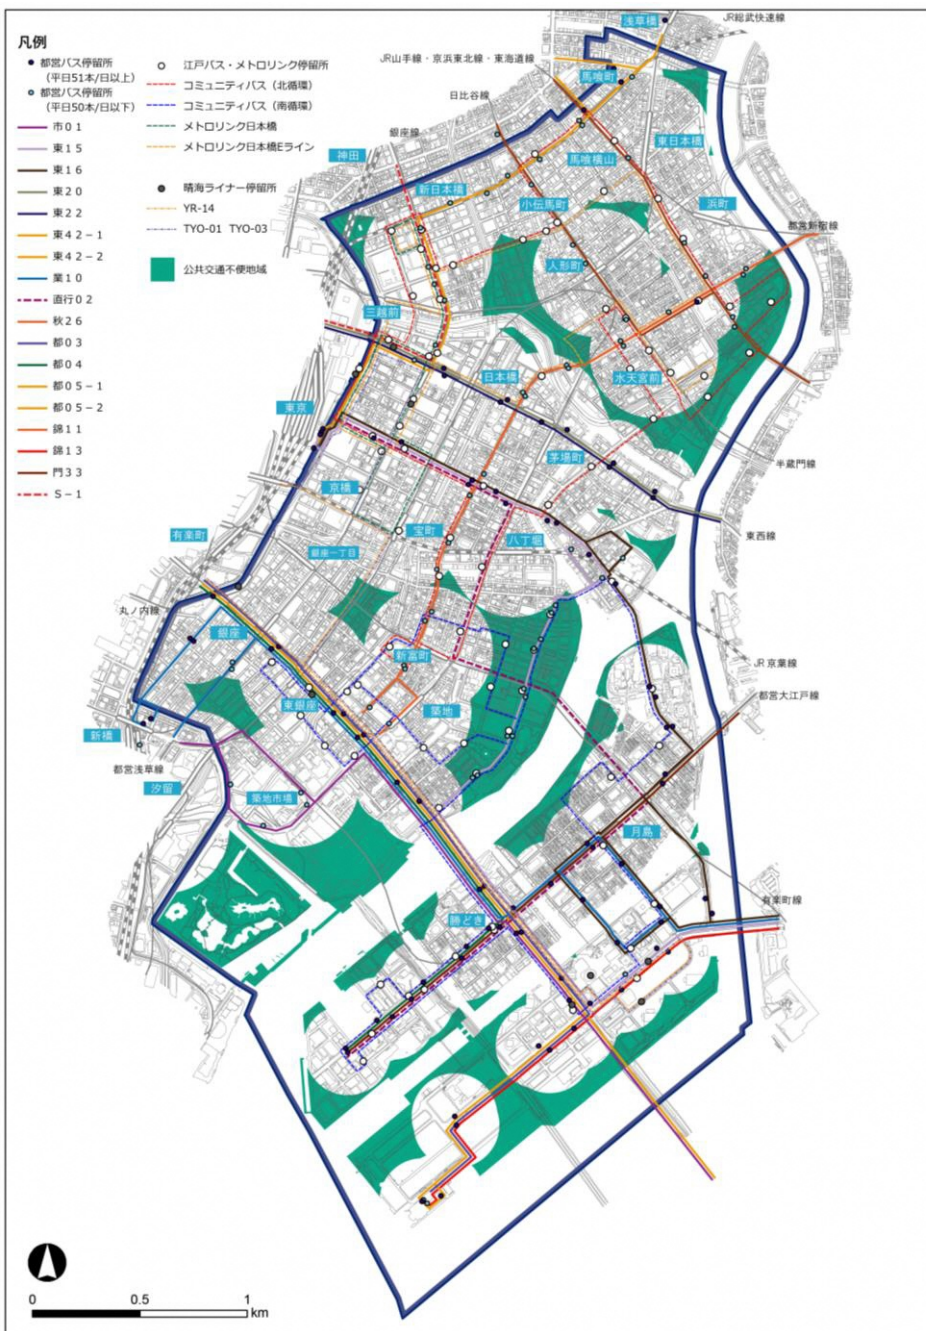 凡例
都営バス停留所
(平日51本/日以上)
都営バス停留所
(平日50本/日以下)
市０１
東１５
東１６
東２０
東２２
東４２－１
東４２－２
業１０
直行０２
秋２６
都０３
都０４
都０５－１
都０５－２
錦１１
錦１３
門３３
Ｓ－１
江戸バス・メトロリンク停留所
コミュニティバス（北循環）
コミュニティバス（南循環）
メトロリンク日本橋
メトロリンク日本橋Eライン
晴海ライナー停留所
YR-14
TYO-01 TYO-03
公共交通不便地域
浅草橋
JR総武快速線
JR山手線・京浜東北線・東海道線
馬喰町
日比谷線
銀座線
東日本橋
神田
馬喰横山
新日本橋
小伝馬町
浜町
都営新宿線
人形町
三越前
日本橋
水天宮前
東京
茅場町
半蔵門線
京橋
有楽町
宝町
八丁堀
東西線
銀座一丁目
丸ノ内線
銀座
新富町
JR京葉線
東銀座
築地
都営大江戸線
新橋
都営浅草線
汐留
築地市場
月島
有楽町線
勝どき
0
0.5
1
km